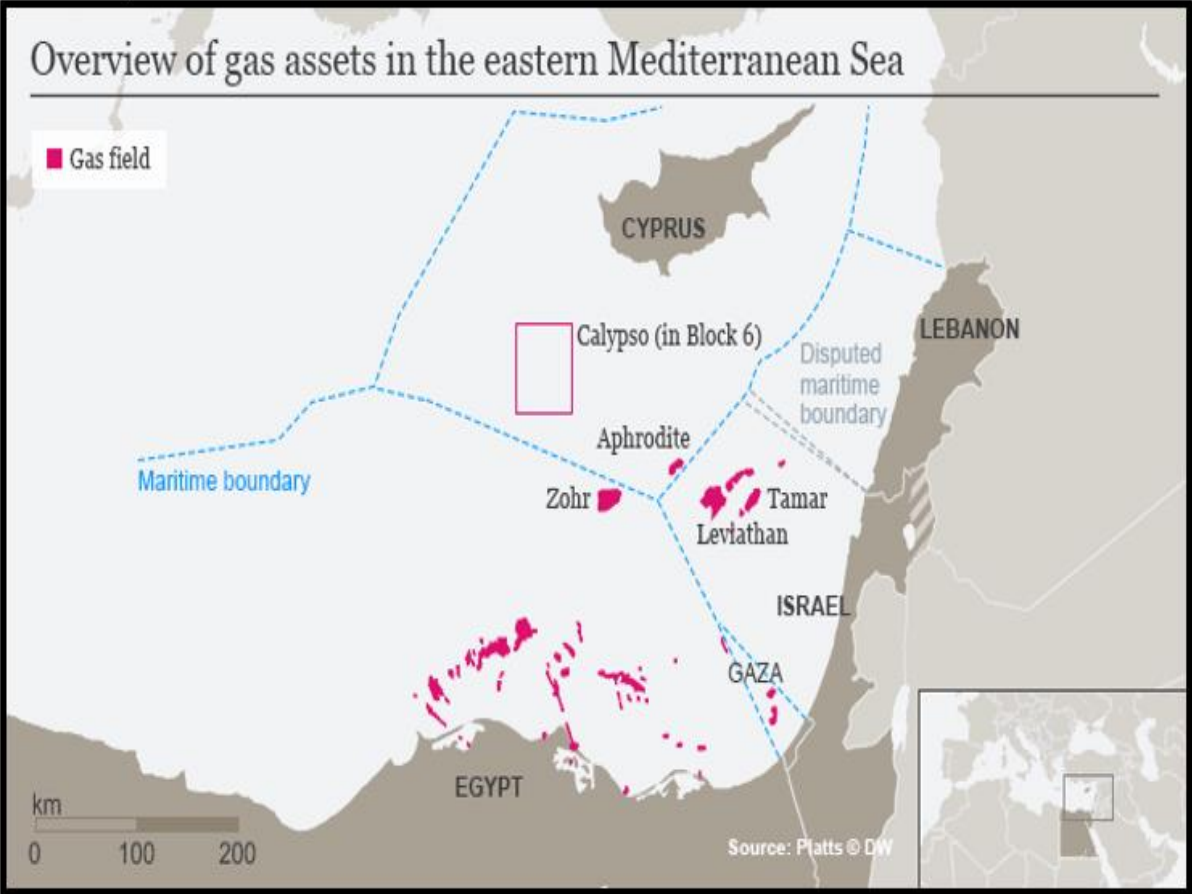 Overview of gas assets in the eastern Mediterranean Sea
Gas field
CYPRUS
Calypso (in Block 6)
LEBANON
Disputed
maritime
boundary
Aphrodite
Maritime boundary
Zohr
Tamar
Leviathan
ISRAEL
GAZA
EGYPT
km
0 100 200
Source: Platts © DW